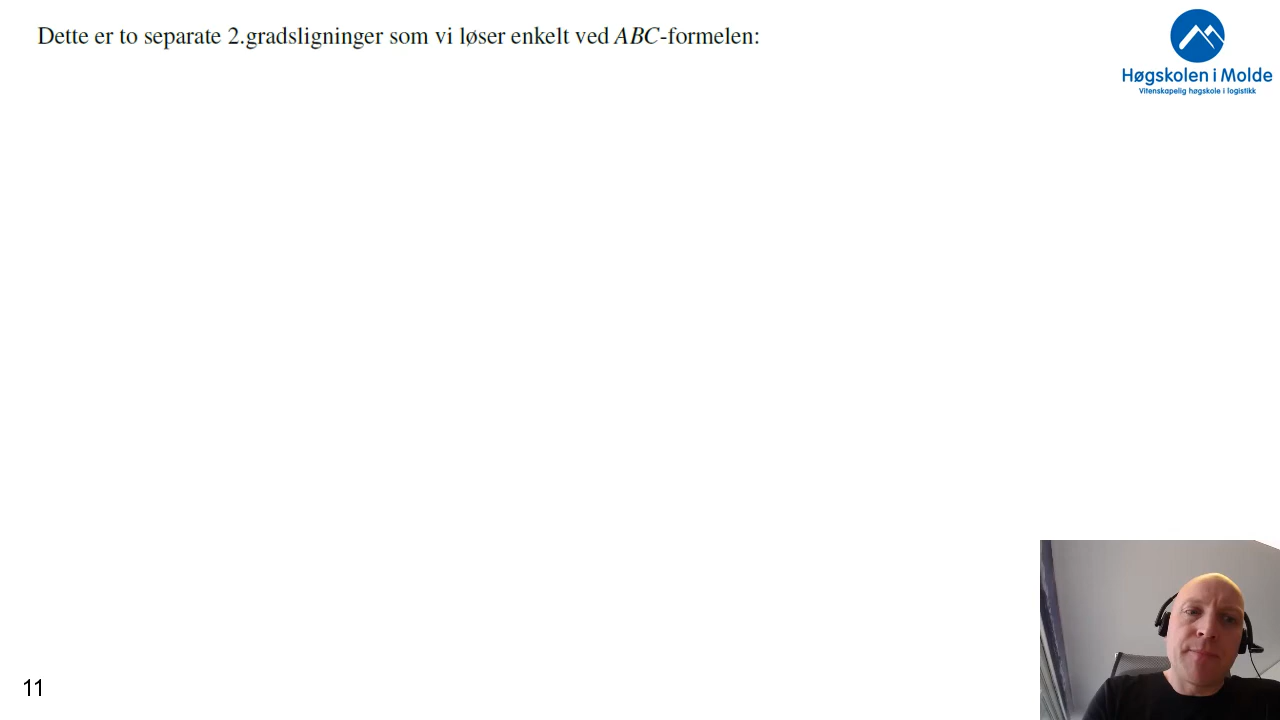 Dette er to separate 2.gradsligninger som vi løser enkelt ved ABC-formelen:
Høgskolen i Molde
Vitenskapelig høgskole i logistikk
11